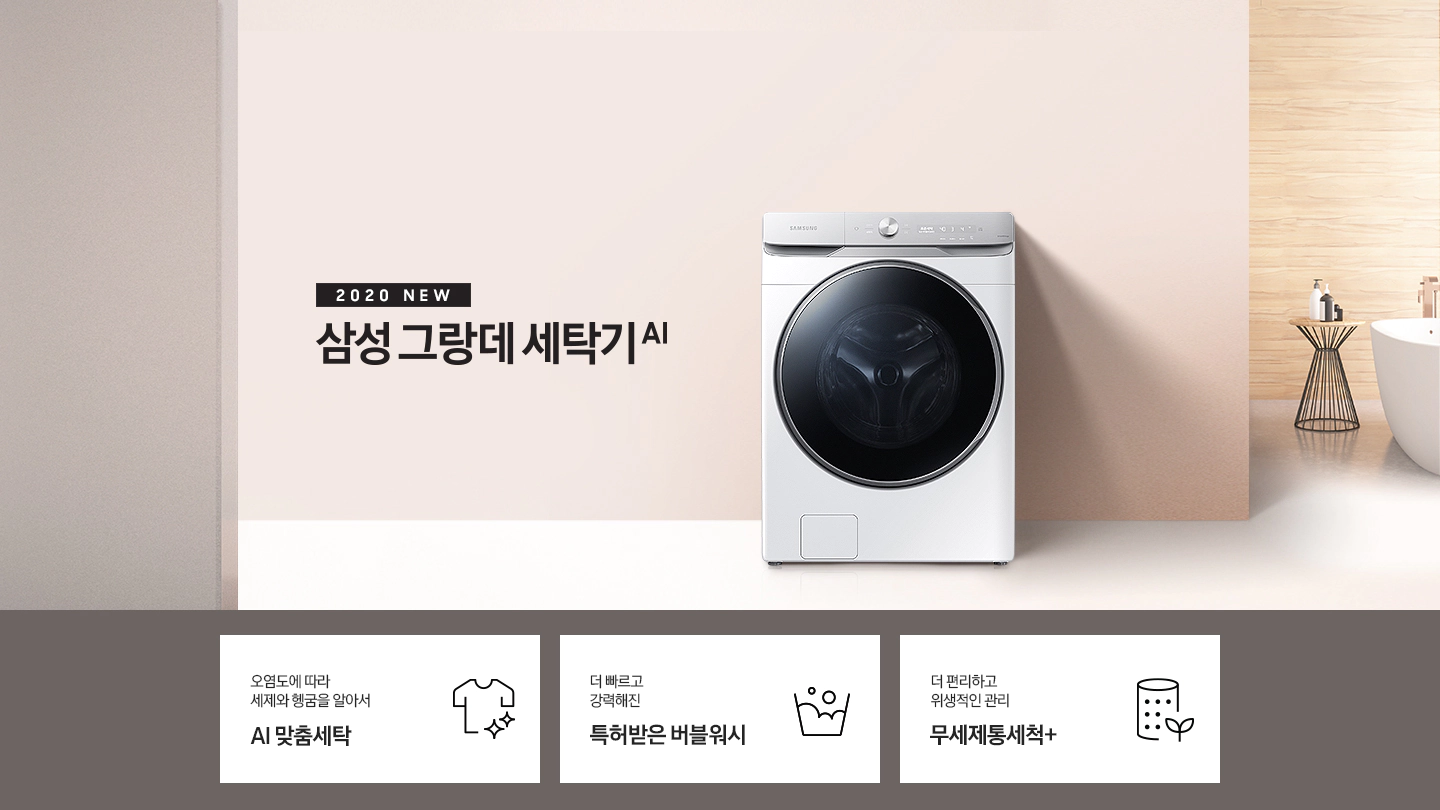 2020 NEW
삼성 그랑데 세탁기 AI
SAMSUNG
오염도에 따라
세제와 헹굼을 알아서
AI 맞춤세탁
더 빠르고
강력해진
특허받은 버블워시
더 편리하고
위생적인 관리
무세제통세척+